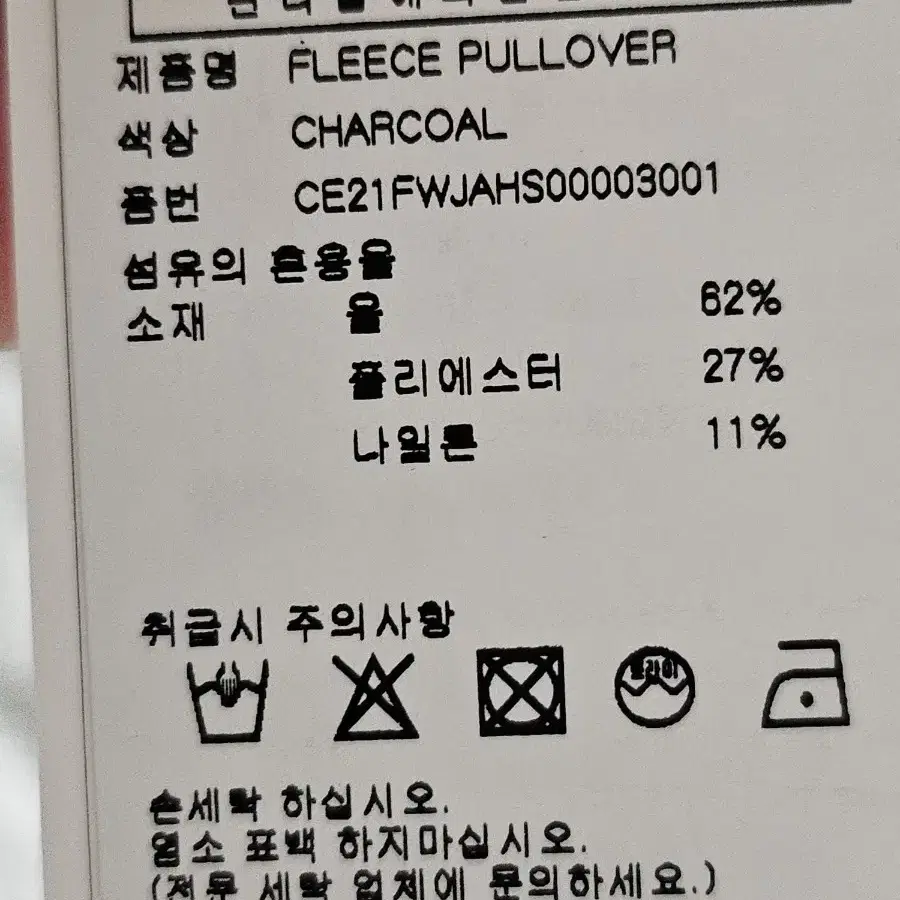 제품명 FLEECE PULLOVER
색상 CHARCOAL
품번 CE21FWJAHS00003001
섬유의 혼용율
소재 울 62%
폴리에스터 27%
나일론 11%
취급시 주의사항
드라이
손세탁 하십시오.
염소 표백 하지마십시오.
(전문 세탁 업체에 문의하세요.)